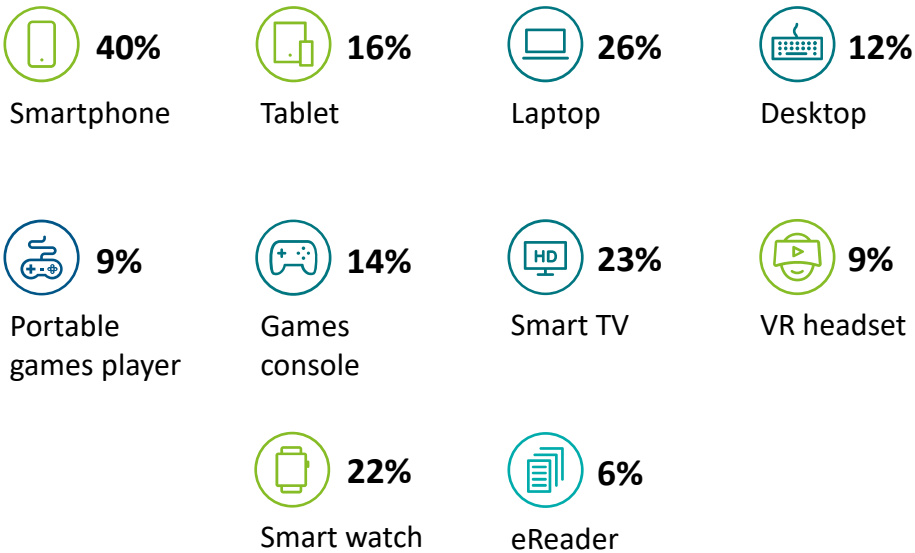 40%
Smartphone
16%
Tablet
26%
Laptop
12%
Desktop
9%
Portable
games player
14%
Games
console
HD
23%
Smart TV
9%
VR headset
22%
Smart watch
6%
eReader